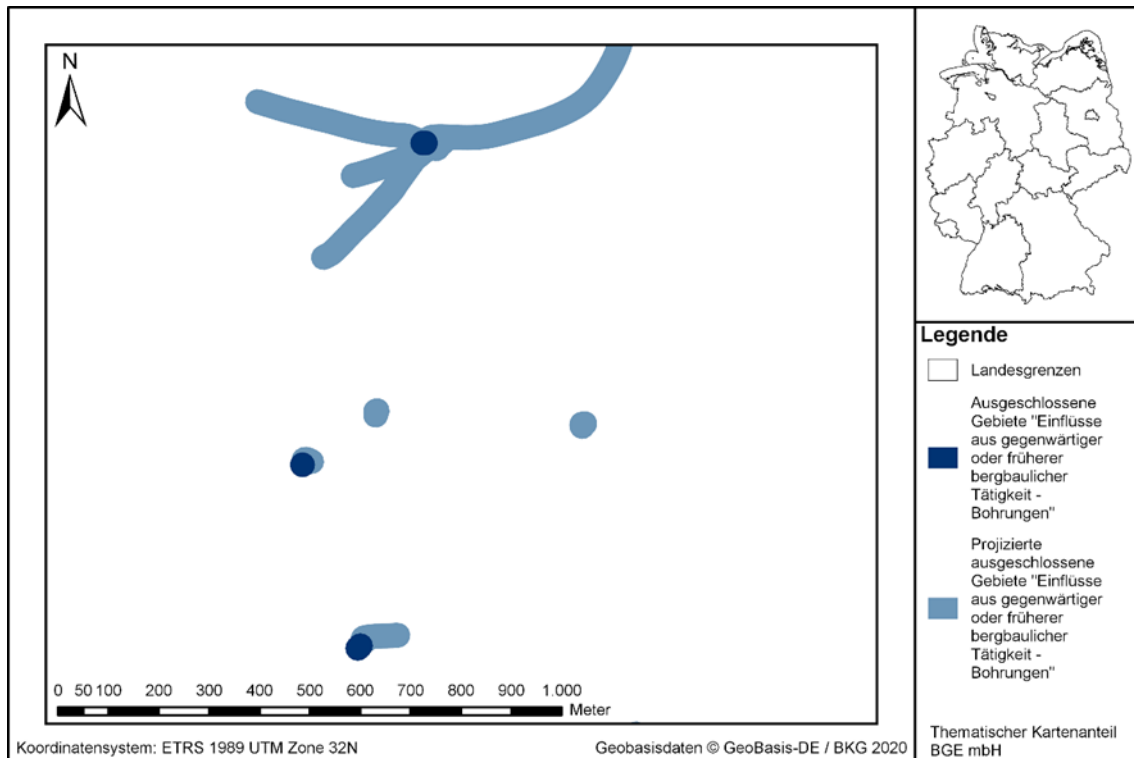 N
0 50 100 200 300 400 500 600 700 800 900 1.000
Meter
Koordinatensystem: ETRS 1989 UTM Zone 32N
Geobasisdaten © GeoBasis-DE / BKG 2020
Legende
Landesgrenzen
Ausgeschlossene
Gebiete "Einflüsse
aus gegenwärtiger
oder früherer
bergbaulicher
Tätigkeit -
Bohrungen"
Projizierte
ausgeschlossene
Gebiete "Einflüsse
aus gegenwärtiger
oder früherer
bergbaulicher
Tätigkeit -
Bohrungen"
Thematischer Kartenanteil
BGE mbH